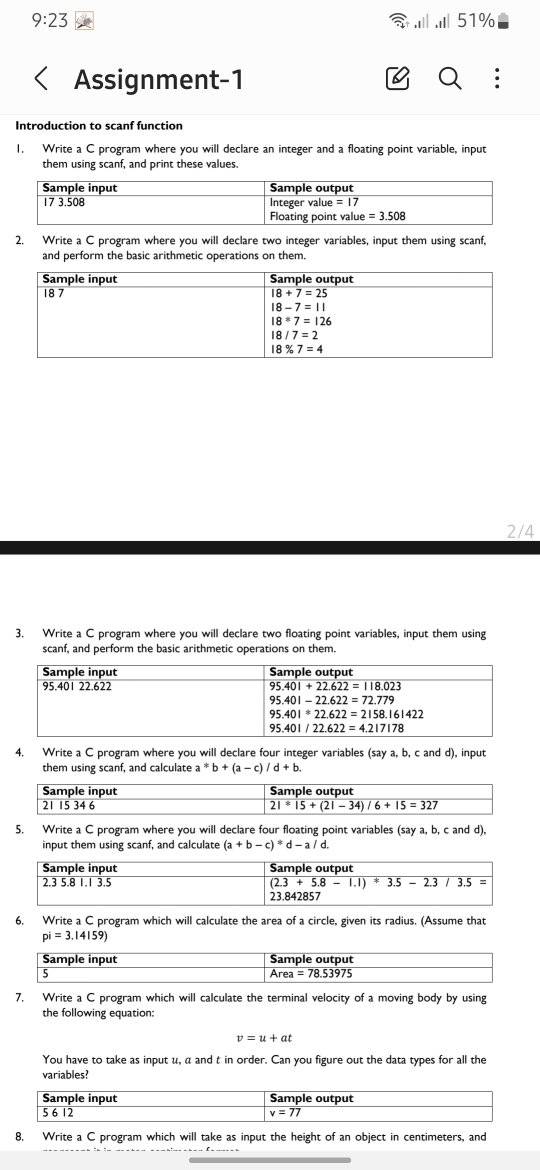 9:23
51%
Assignment-1
Introduction to scanf function
1. Write a C program where you will declare an integer and a floating point variable, input
them using scanf, and print these values.
Sample input Sample output
17 3.508 Integer value = 17
Floating point value = 3.508
2. Write a C program where you will declare two integer variables, input them using scanf,
and perform the basic arithmetic operations on them.
Sample input Sample output
18 7 18 + 7 = 25
18 – 7 = 11
18 * 7 = 126
18 / 7 = 2
18 % 7 = 4
2/4
3. Write a C program where you will declare two floating point variables, input them using
scanf, and perform the basic arithmetic operations on them.
Sample input Sample output
95.401 22.622 95.401 + 22.622 = 118.023
95.401 – 22.622 = 72.779
95.401 * 22.622 = 2158.161422
95.401 / 22.622 = 4.217178
4. Write a C program where you will declare four integer variables (say a, b, c and d), input
them using scanf, and calculate a * b + (a – c) / d + b.
Sample input Sample output
21 15 34 6 21 * 15 + (21 – 34) / 6 + 15 = 327
5. Write a C program where you will declare four floating point variables (say a, b, c and d),
input them using scanf, and calculate (a + b – c) * d – a / d.
Sample input Sample output
2.3 5.8 1.1 3.5 (2.3 + 5.8 – 1.1) * 3.5 – 2.3 / 3.5 =
23.842857
6. Write a C program which will calculate the area of a circle, given its radius. (Assume that
pi = 3.14159)
Sample input Sample output
5 Area = 78.53975
7. Write a C program which will calculate the terminal velocity of a moving body by using
the following equation:
v = u + at
You have to take as input u, a and t in order. Can you figure out the data types for all the
variables?
Sample input Sample output
5 6 12 v = 77
8. Write a C program which will take as input the height of an object in centimeters, and